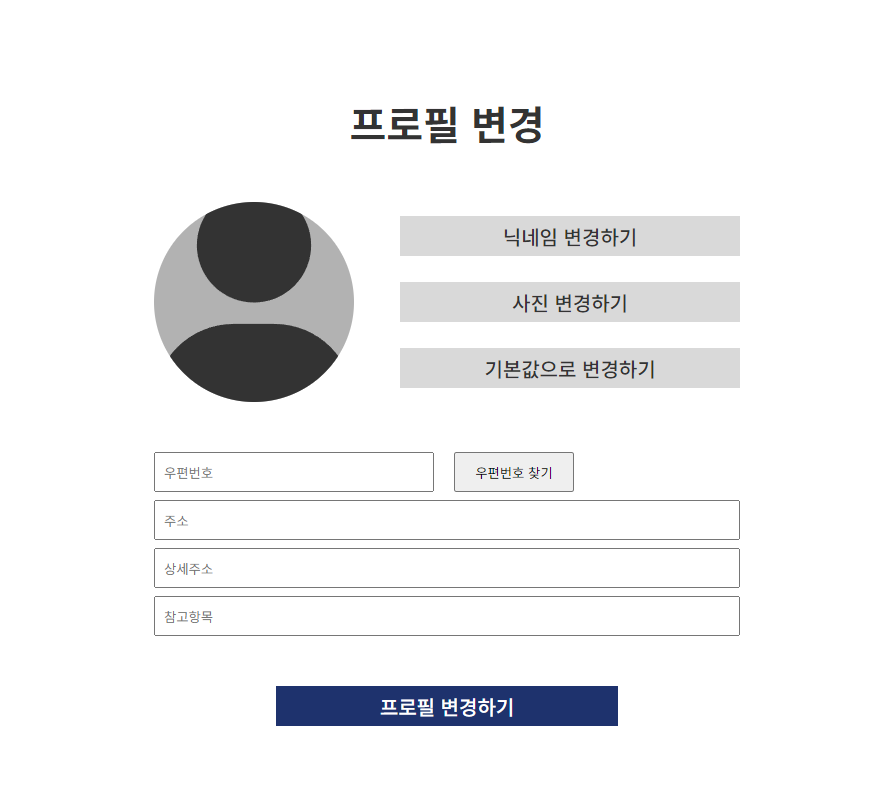 프로필 변경
닉네임 변경하기
사진 변경하기
기본값으로 변경하기
우편번호
우편번호 찾기
주소
상세주소
참고항목
프로필 변경하기